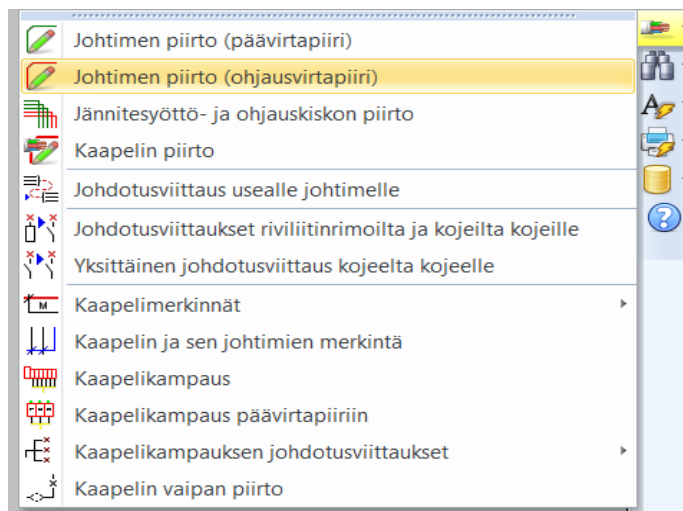 Johtimen piirto (päävirtapiiri)
Johtimen piirto (ohjausvirtapiiri)
Jännitesyöttö- ja ohjauskiskon piirto
Kaapelin piirto
Johdotusviittaus usealle johtimelle
Johdotusviittaukset riviliitinrimoilta ja kojeilta kojeille
Yksittäinen johdotusviittaus kojeelta kojeelle
Kaapelimerkinnät
Kaapelin ja sen johtimien merkintä
Kaapelikampaus
Kaapelikampaus päävirtapiiriin
Kaapelikampauksen johdotusviittaukset
Kaapelin vaipan piirto